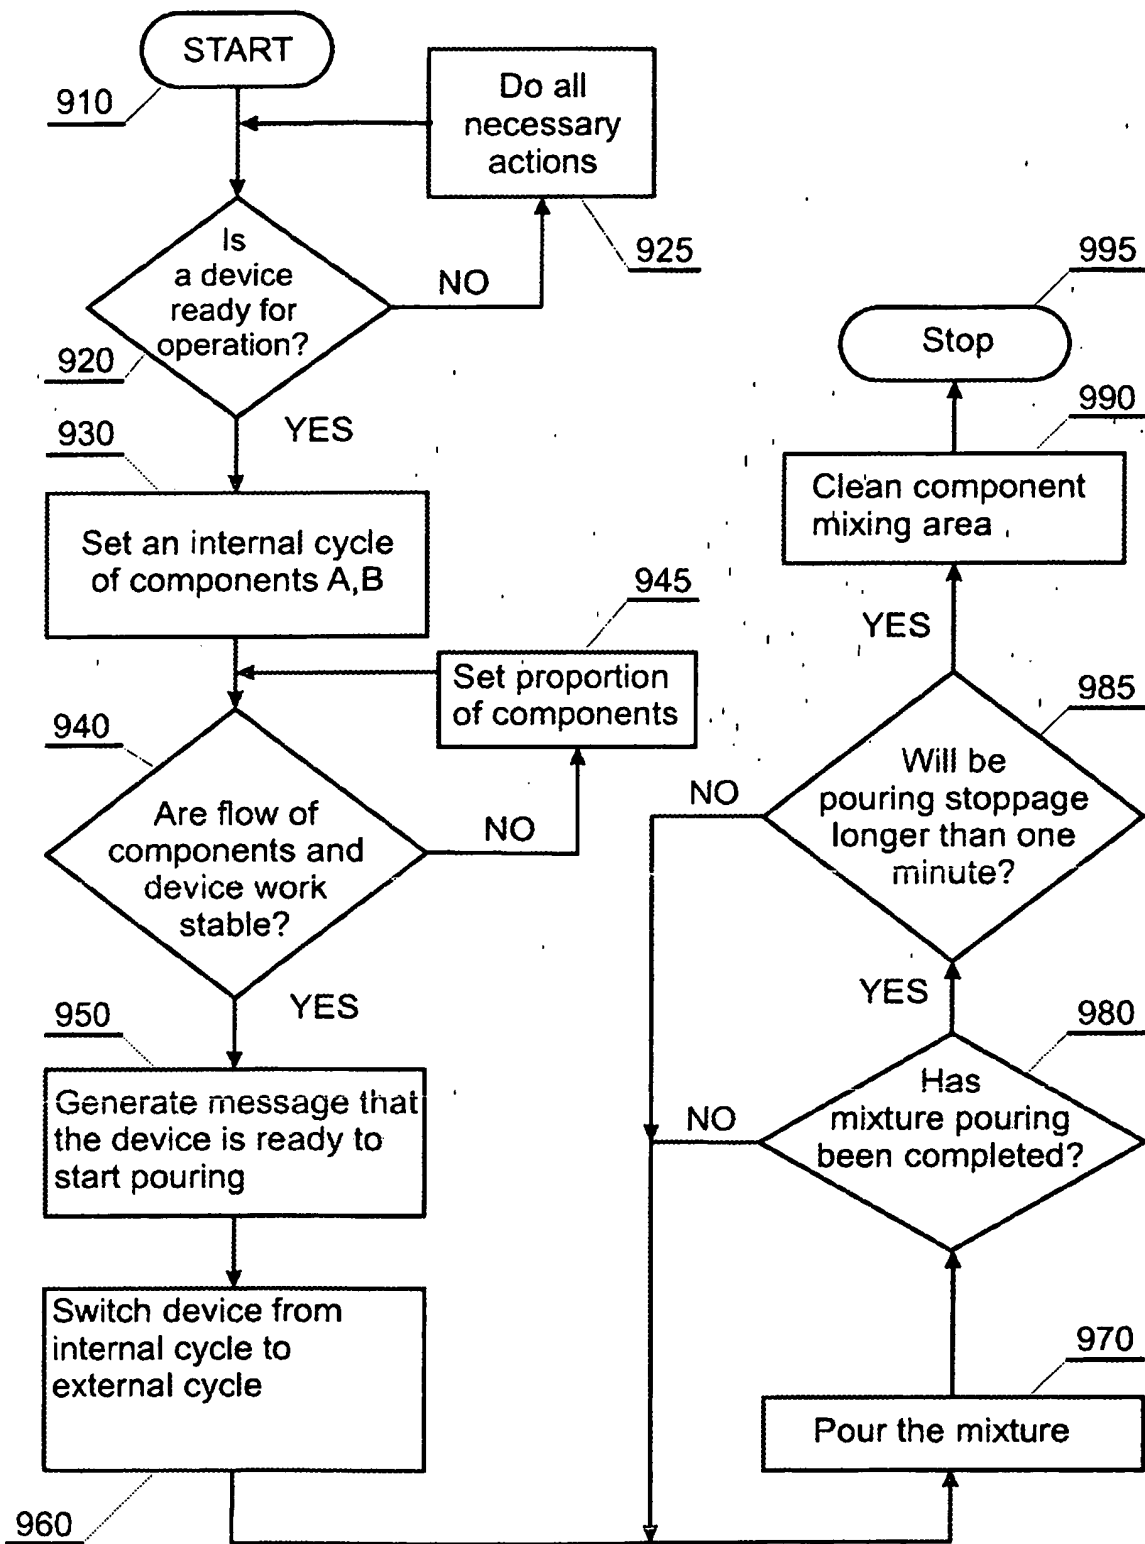 START
910
Do all
necessary
actions
925
Is
a device
ready for
operation?
NO
920
YES
930
Set an internal cycle
of components A,B
945
Set proportion
of components
940
Are flow of
components and
device work
stable?
NO
YES
950
Generate message that
the device is ready to
start pouring
Switch device from
internal cycle to
external cycle
960
995
Stop
990
Clean component
mixing area
YES
985
Will be
pouring stoppage
longer than one
minute?
NO
YES
980
Has
mixture pouring
been completed?
NO
970
Pour the mixture